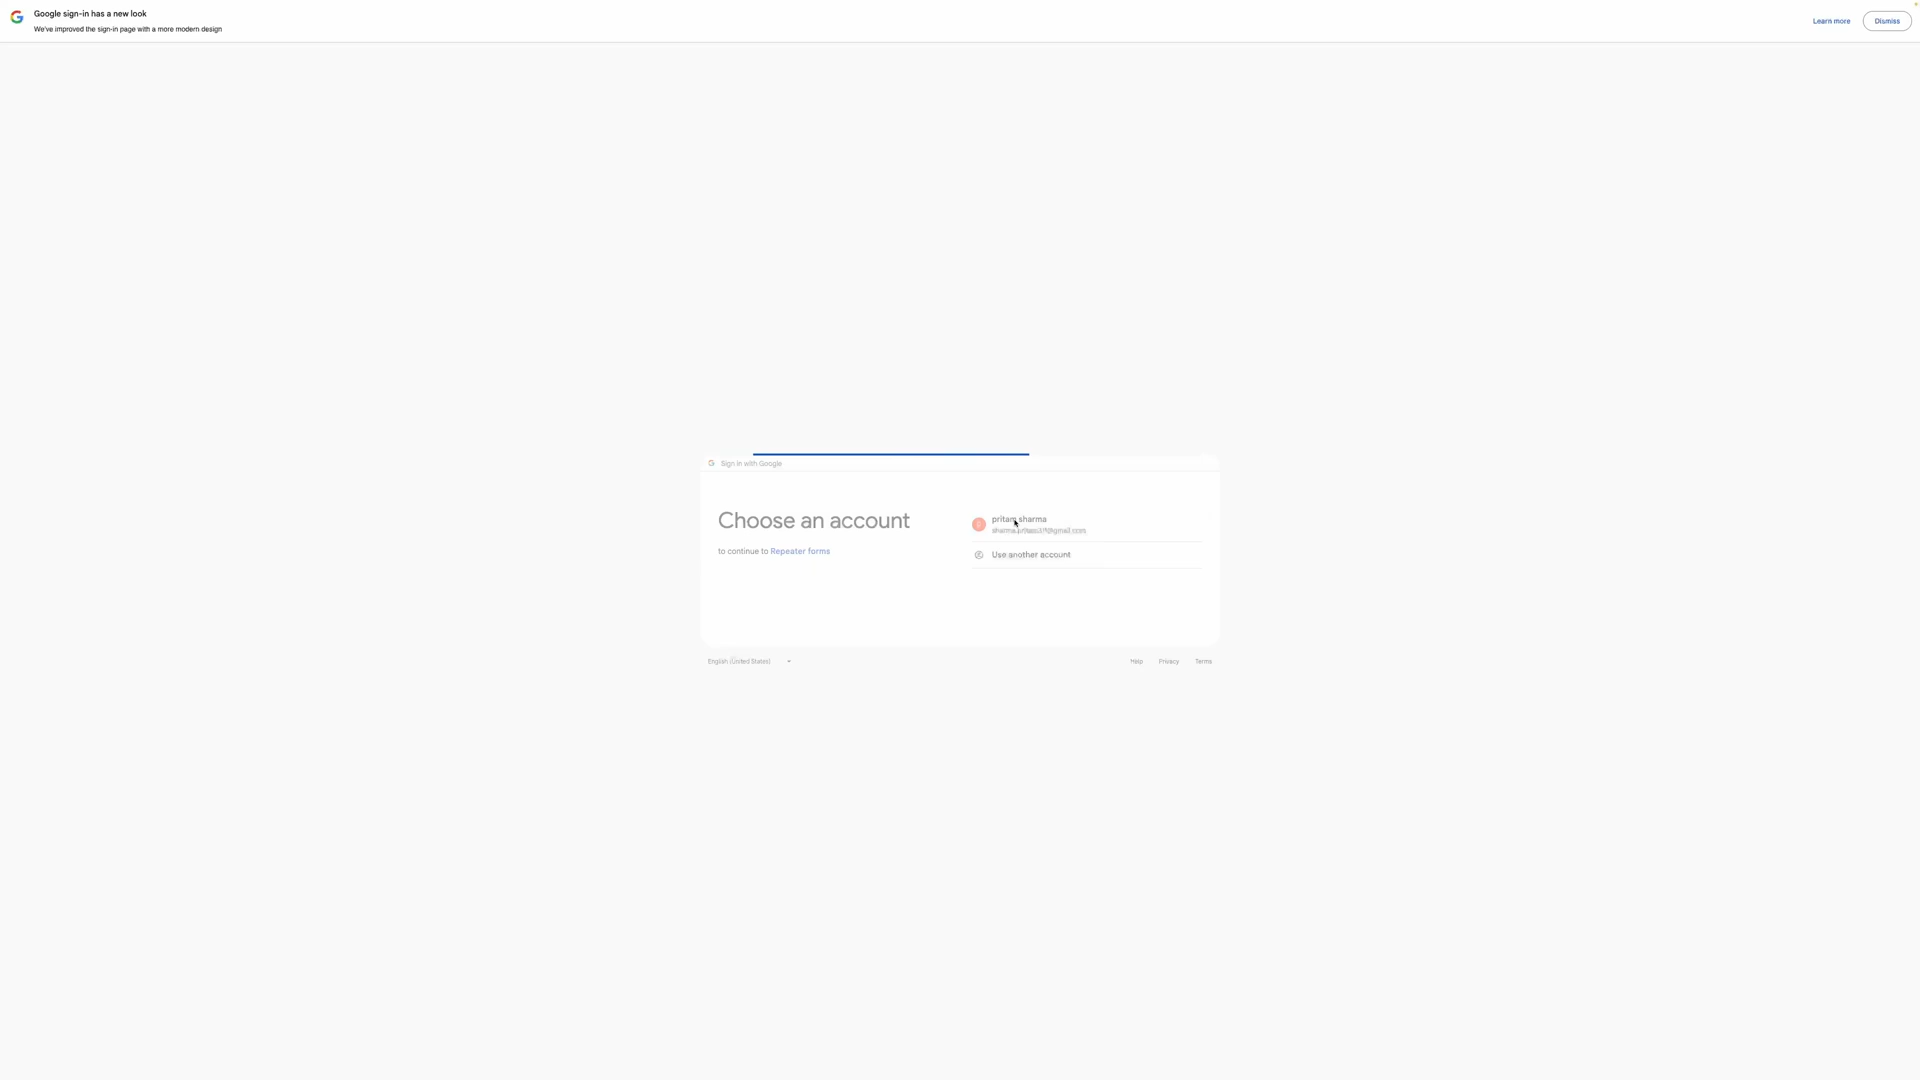 Google sign-in has a new look
We've improved the sign-in page with a more modern design
Learn more
Dismiss
Sign in with Google
Choose an account
to continue to Repeater forms
pritam sharma
Use another account
English (United States)
Help
Privacy
Terms